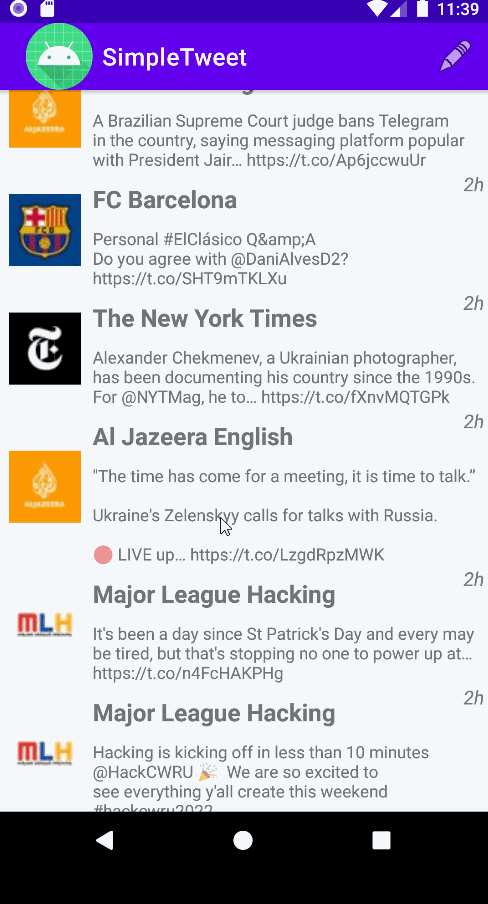 11:39
SimpleTweet
A Brazilian Supreme Court judge bans Telegram
in the country, saying messaging platform popular
with President Jair… https://t.co/Ap6jccwuUr
2h
FC Barcelona
Personal #ElClásico Q&amp;A
Do you agree with @DaniAlvesD2?
https://t.co/SHT9mTKLXu
2h
The New York Times
Alexander Chekmenev, a Ukrainian photographer,
has been documenting his country since the 1990s.
For @NYTMag, he to… https://t.co/fXnvMQTGPk
2h
Al Jazeera English
"The time has come for a meeting, it is time to talk.”
Ukraine's Zelenskyy calls for talks with Russia.
🔴 LIVE up… https://t.co/LzgdRpzMWK
2h
Major League Hacking
MLH
It's been a day since St Patrick's Day and every may
be tired, but that's stopping no one to power up at…
https://t.co/n4FcHAKPHg
2h
Major League Hacking
MLH
Hacking is kicking off in less than 10 minutes
@HackCWRU 🎉 We are so excited to
see everything y'all create this weekend
#hackcwru2022